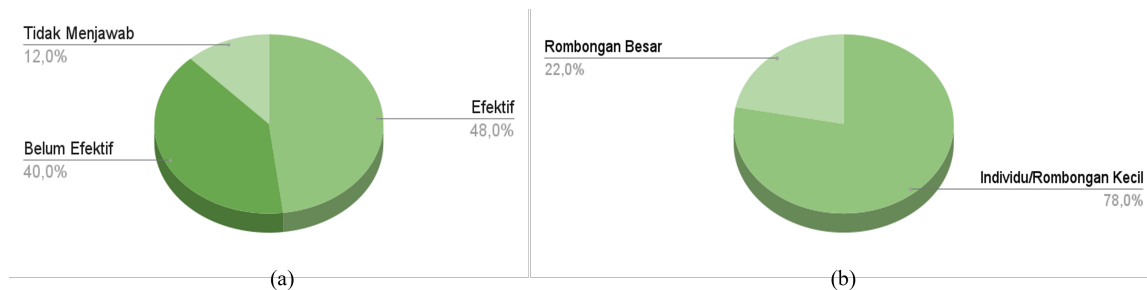 Tidak Menjawab
12,0%
Efektif
48,0%
Belum Efektif
40,0%
(a)
Rombongan Besar
22,0%
Individu/Rombongan Kecil
78,0%
(b)